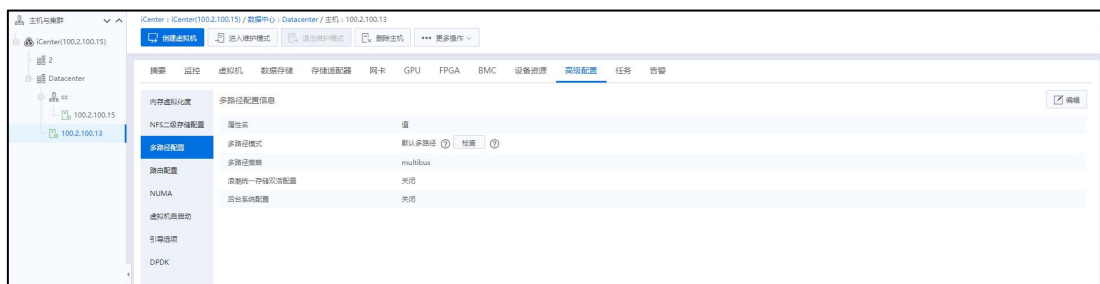 主机与集群
iCenter：iCenter(100.2.100.15) / 数据中心：Datacenter / 主机：100.2.100.13
iCenter(100.2.100.15)
创建虚拟机 进入维护模式 退出维护模式 删除主机 ••• 更多操作
2
Datacenter
摘要 监控 虚拟机 数据存储 存储适配器 网卡 GPU FPGA BMC 设备资源 高级配置 任务 告警
cc
100.2.100.15
100.2.100.13
内存虚拟化度 多路径配置信息 编辑
NFS二级存储配置 属性名 值
多路径配置 多路径模式 默认多路径 ? 检查 ?
多路径策略 multibus
路由配置
浪潮统一存储双活配置 关闭
NUMA
后台系统配置 关闭
虚拟机自启动
引导选项
DPDK